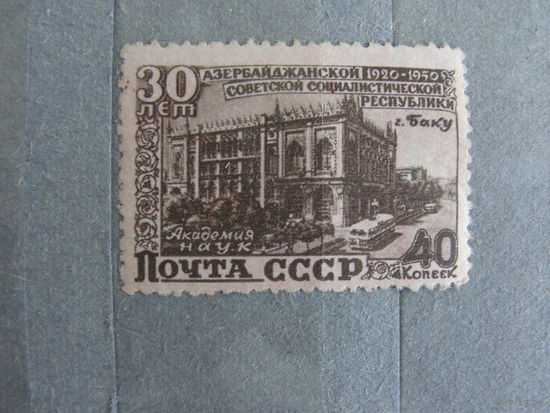 30 ЛЕТ
АЗЕРБАЙДЖАНСКОЙ 1920-1950
СОВЕТСКОЙ СОЦИАЛИСТИЧЕСКОЙ
РЕСПУБЛИКИ
г. Баку
Академия
наук
ПОЧТА СССР
40
Копеек